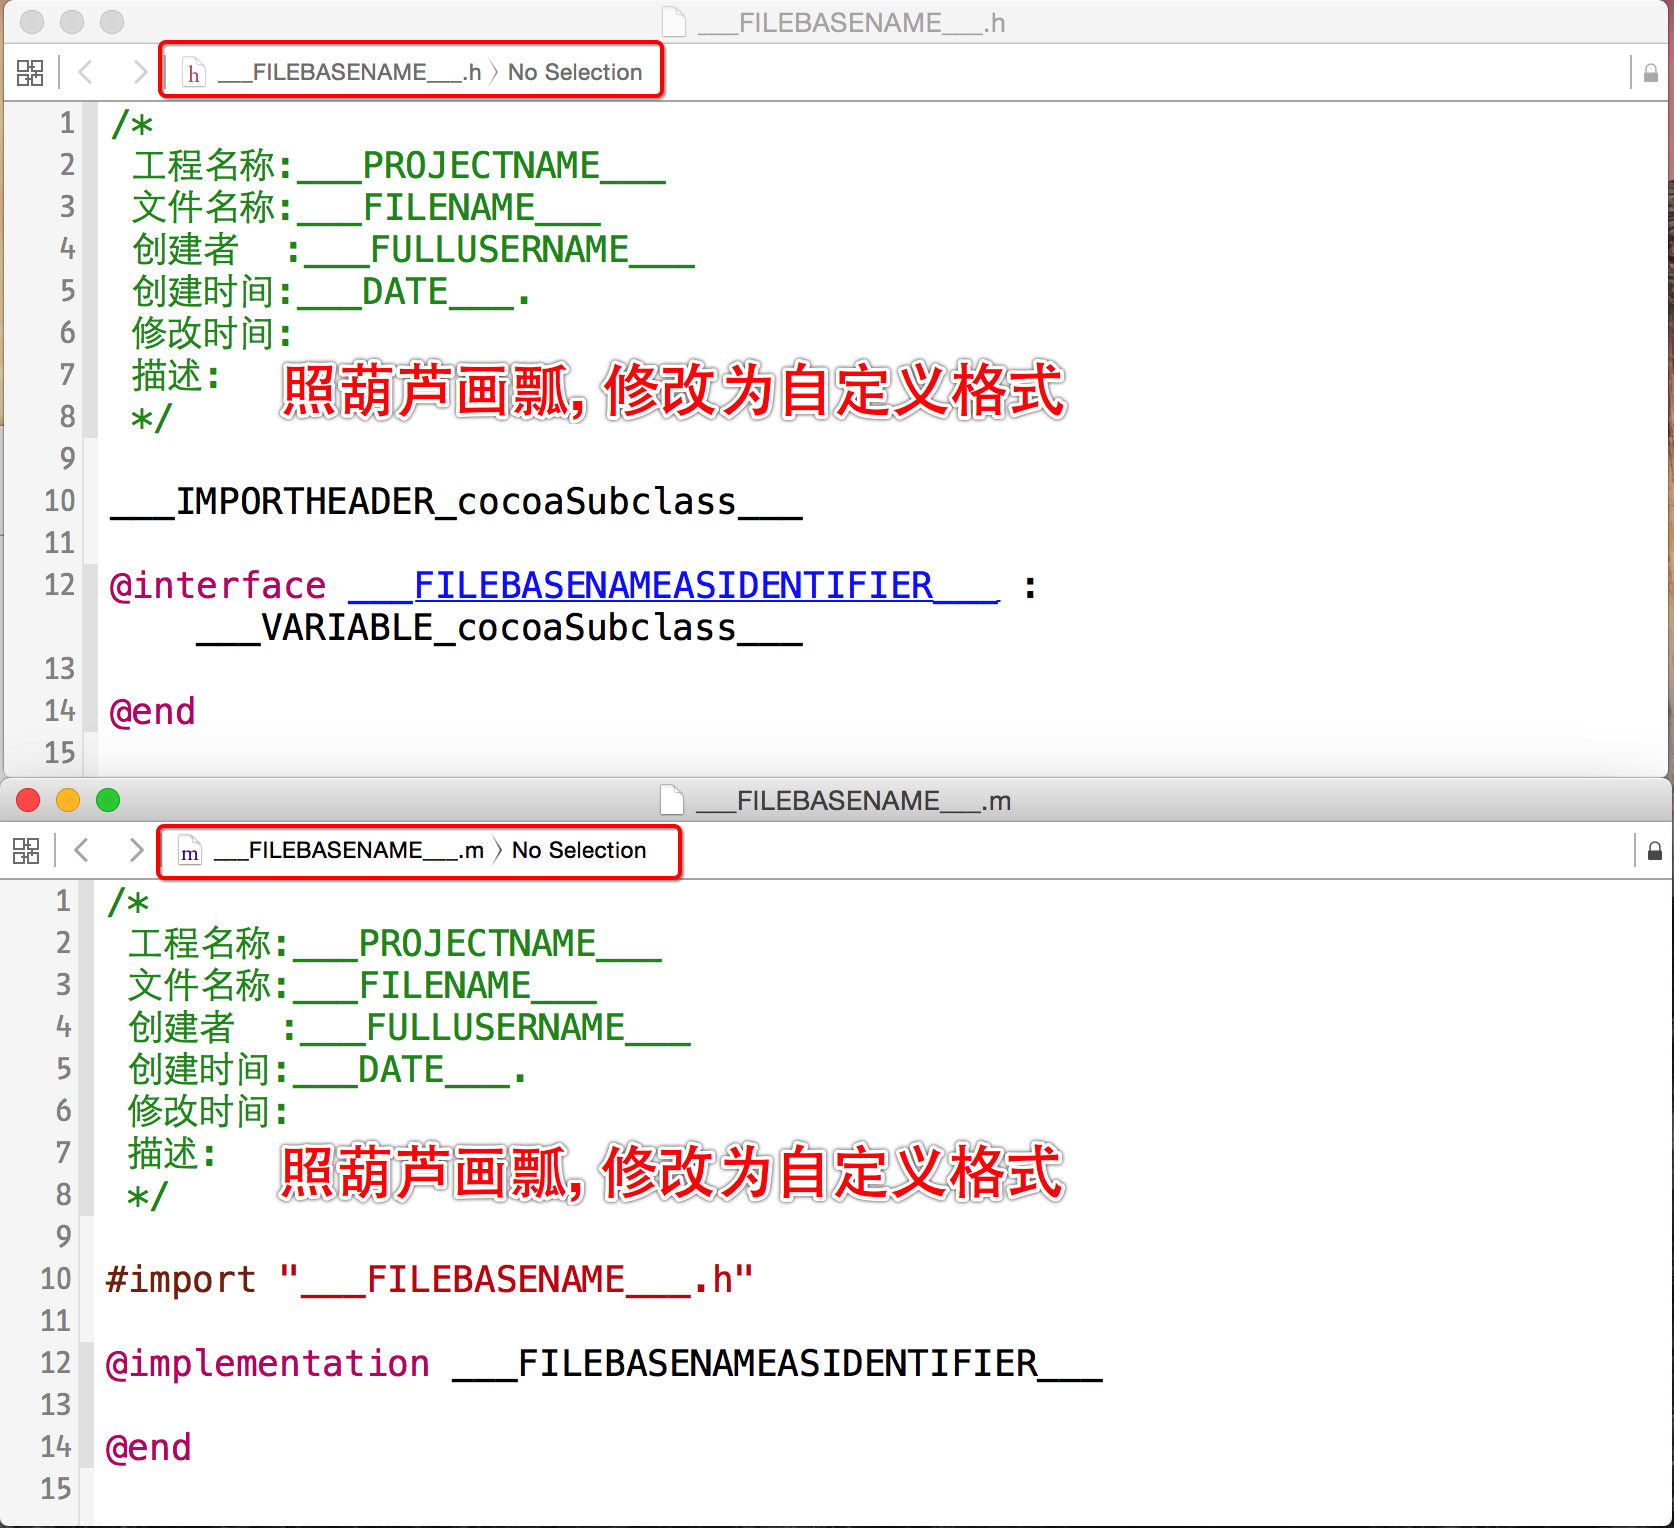 ___FILEBASENAME___.h
h ___FILEBASENAME___.h 〉 No Selection
1 /*
2 工程名称:___PROJECTNAME___
3 文件名称:___FILENAME___
4 创建者  :___FULLUSERNAME___
5 创建时间:___DATE___.
6 修改时间:
7 描述:
照葫芦画瓢, 修改为自定义格式
8 */
9
10 ___IMPORTHEADER_cocoaSubclass___
11
12 @interface ___FILEBASENAMEASIDENTIFIER___ :
___VARIABLE_cocoaSubclass___
13
14 @end
15
___FILEBASENAME___.m
m ___FILEBASENAME___.m 〉 No Selection
1 /*
2 工程名称:___PROJECTNAME___
3 文件名称:___FILENAME___
4 创建者  :___FULLUSERNAME___
5 创建时间:___DATE___.
6 修改时间:
7 描述:
照葫芦画瓢, 修改为自定义格式
8 */
9
10 #import "___FILEBASENAME___.h"
11
12 @implementation ___FILEBASENAMEASIDENTIFIER___
13
14 @end
15